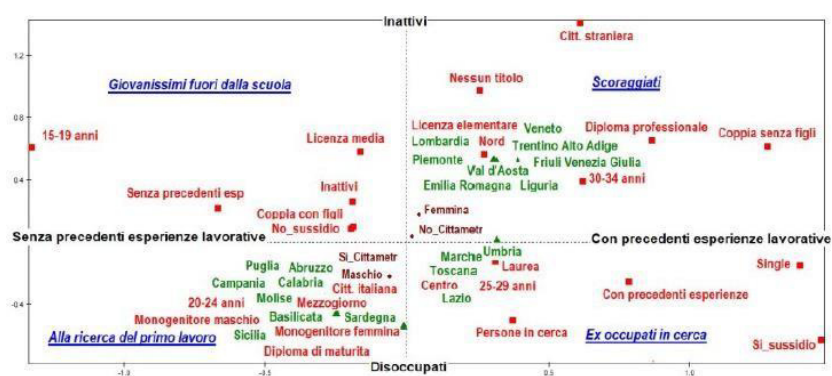 Inattivi
Citt. straniera
1.2
Giovanissimi fuori dalla scuola
Nessun titolo
Scoraggiati
0.8
Licenza elementare
Veneto
Diploma professionale
15-19 anni
Licenza media
Lombardia
Nord
Trentino Alto Adige
Coppia senza figli
Piemonte
Val d'Aosta
Friuli Venezia Giulia
0.4
Senza precedenti esp
Inattivi
Emilia Romagna
Liguria
30-34 anni
Coppia con figli
Femmina
No_sussidio
No_Cittametr
Senza precedenti esperienze lavorative
Con precedenti esperienze lavorative
Si_Cittametr
Marche
Umbria
Puglia
Abruzzo
Maschio
Toscana
Laurea
Single
Campania
Calabria
Citt. italiana
Centro
25-29 anni
Con precedenti esperienze
20-24 anni
Molise
Mezzogiorno
Lazio
-0.4
Monogenitore maschio
Basilicata
Sardegna
Alla ricerca del primo lavoro
Sicilia
Monogenitore femmina
Persone in cerca
Ex occupati in cerca
Si_sussidio
Diploma di maturita
Disoccupati
-1.0
-0.5
0.5
1.0